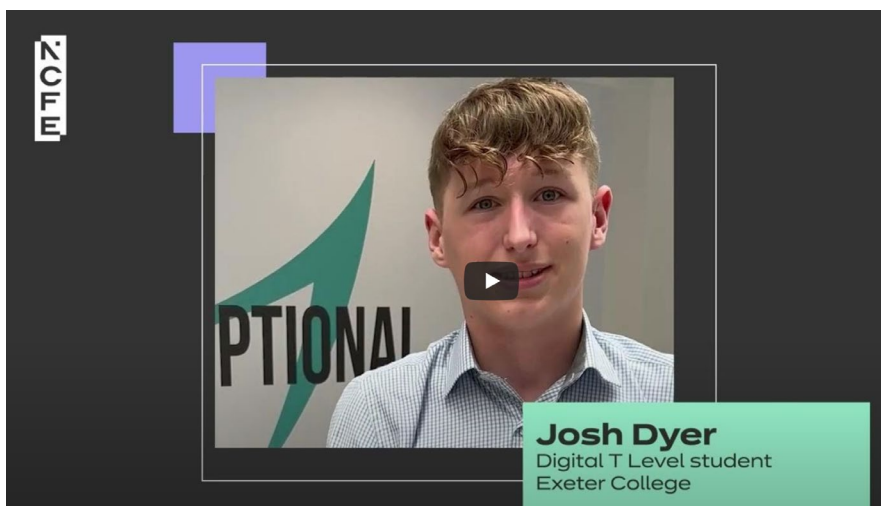 NCFE
PTIONAL
Josh Dyer
Digital T Level student
Exeter College